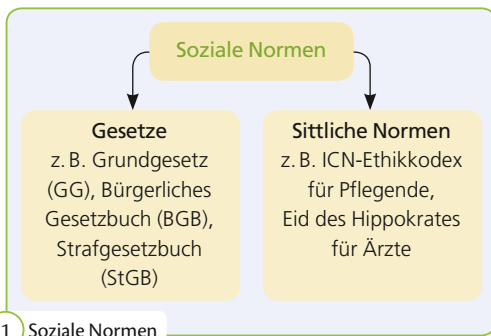 Soziale Normen
Gesetze
z. B. Grundgesetz
(GG), Bürgerliches
Gesetzbuch (BGB),
Strafgesetzbuch
(StGB)
Sittliche Normen
z. B. ICN-Ethikkodex
für Pflegende,
Eid des Hippokrates
für Ärzte
1 Soziale Normen